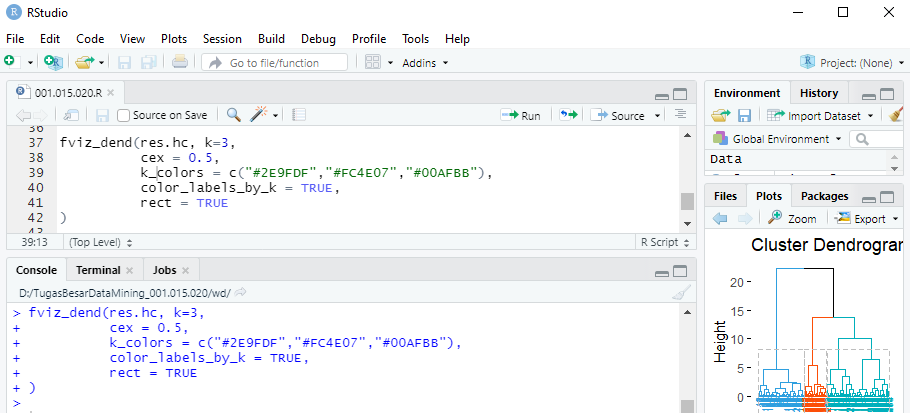 RStudio
File Edit Code View Plots Session Build Debug Profile Tools Help
Go to file/function Addins Project: (None)
001.015.020.R
Source on Save Run Source
36
37 fviz_dend(res.hc, k=3,
38 cex = 0.5,
39 k_colors = c("#2E9FDF","#FC4E07","#00AFBB"),
40 color_labels_by_k = TRUE,
41 rect = TRUE
42 )
43
39:13 (Top Level) R Script
Console Terminal Jobs
D:/TugasBesarDataMining_001.015.020/wd/
> fviz_dend(res.hc, k=3,
+ cex = 0.5,
+ k_colors = c("#2E9FDF","#FC4E07","#00AFBB"),
+ color_labels_by_k = TRUE,
+ rect = TRUE
+ )
>
Environment History
Import Dataset
Global Environment
Data
Files Plots Packages
Zoom Export
Cluster Dendrogram
Height
20
15
10
5
0